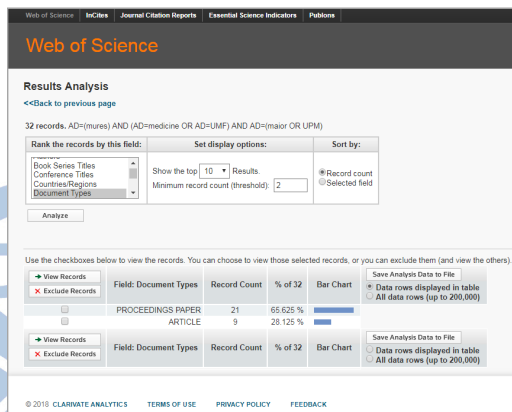 Web of Science InCites Journal Citation Reports Essential Science Indicators Publons
Web of Science
Results Analysis
<<Back to previous page
32 records. AD=(mures) AND (AD=medicine OR AD=UMF) AND AD=(maior OR UPM)
Rank the records by this field: Set display options: Sort by:
Book Series Titles
Conference Titles
Countries/Regions
Document Types
Show the top 10 Results.
Minimum record count (threshold): 2
Record count
Selected field
Analyze
Use the checkboxes below to view the records. You can choose to view those selected records, or you can exclude them (and view the others).
View Records
Exclude Records
Field: Document Types Record Count % of 32 Bar Chart
Save Analysis Data to File
Data rows displayed in table
All data rows (up to 200,000)
PROCEEDINGS PAPER 21 65.625 %
ARTICLE 9 28.125 %
View Records
Exclude Records
Field: Document Types Record Count % of 32 Bar Chart
Save Analysis Data to File
Data rows displayed in table
All data rows (up to 200,000)
© 2018 CLARIVATE ANALYTICS TERMS OF USE PRIVACY POLICY FEEDBACK